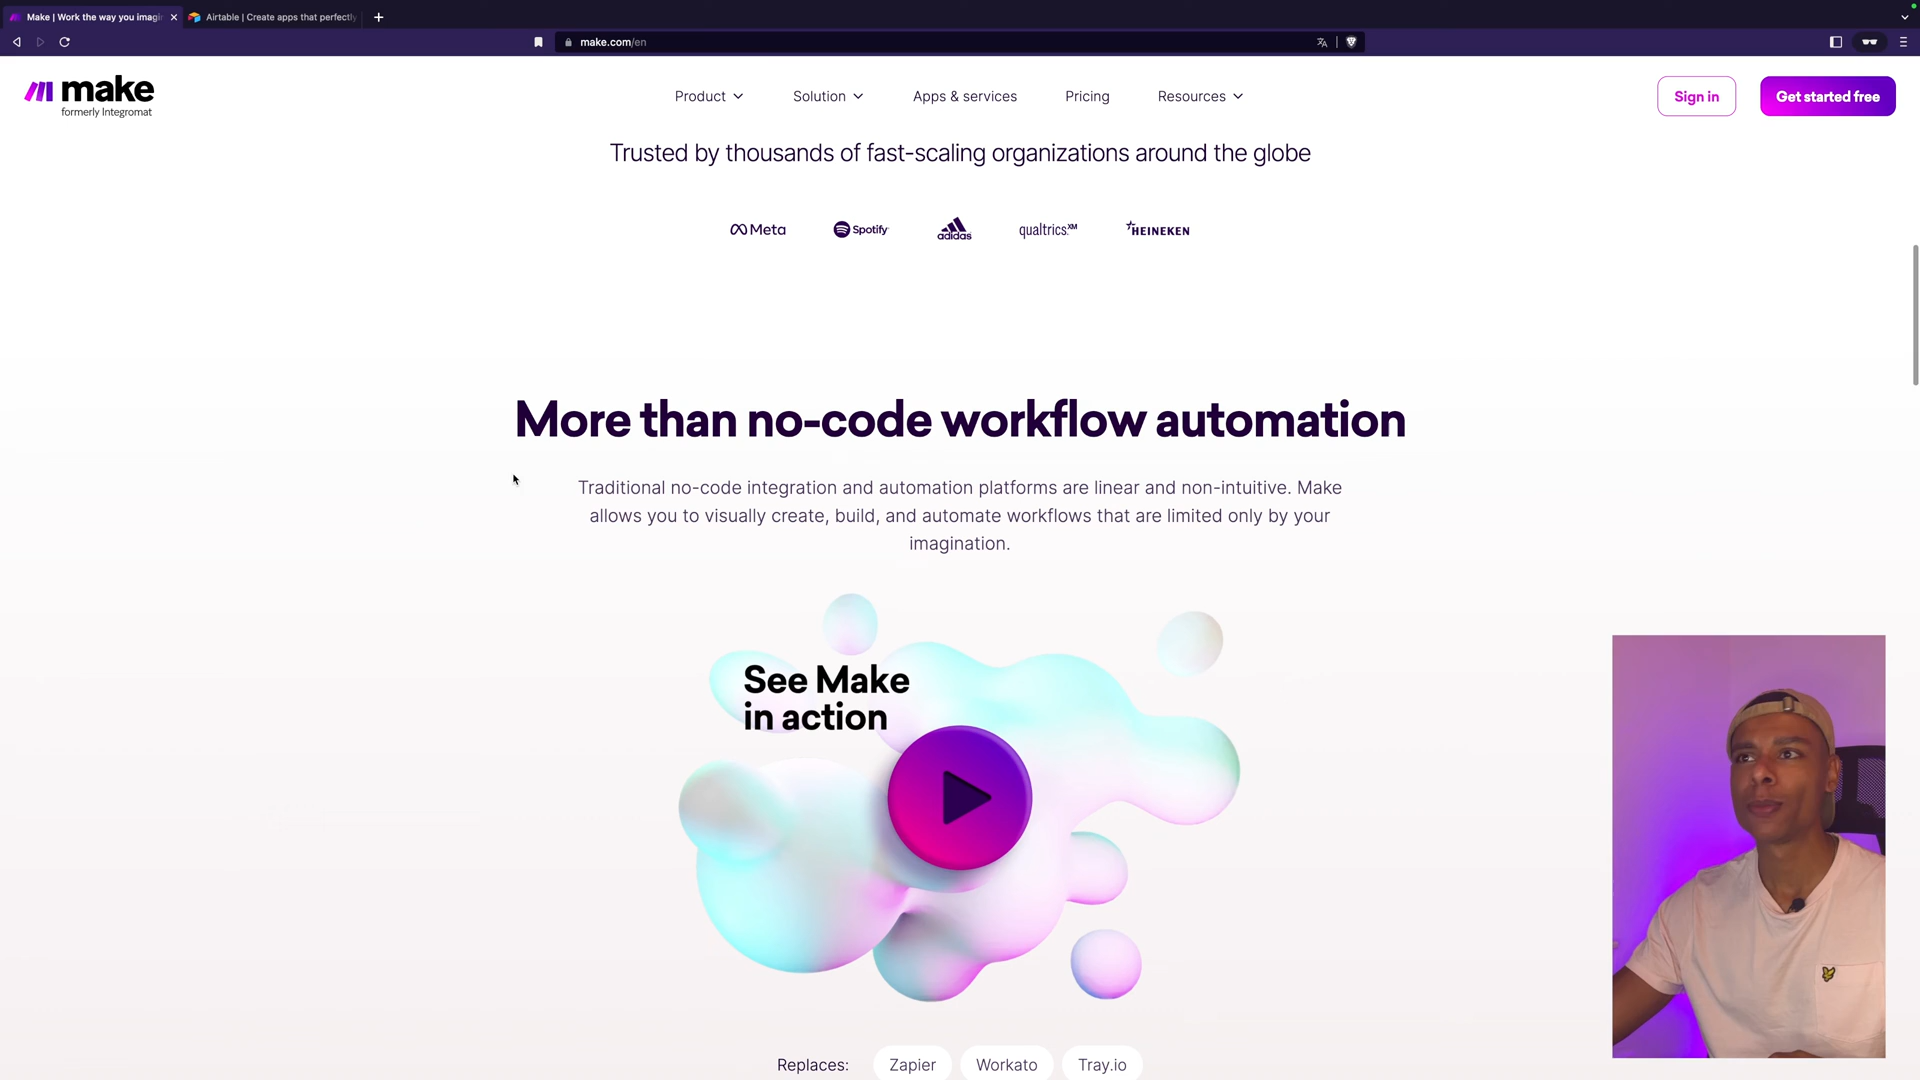 Make | Work the way you imagi
Airtable | Create apps that perfectly
make.com/en
make
formerly Integromat
Product
Solution
Apps & services
Pricing
Resources
Sign in
Get started free
Trusted by thousands of fast-scaling organizations around the globe
Meta
Spotify
adidas
qualtrics.XM
HEINEKEN
More than no-code workflow automation
Traditional no-code integration and automation platforms are linear and non-intuitive. Make
allows you to visually create, build, and automate workflows that are limited only by your
imagination.
See Make
in action
Replaces:
Zapier
Workato
Tray.io